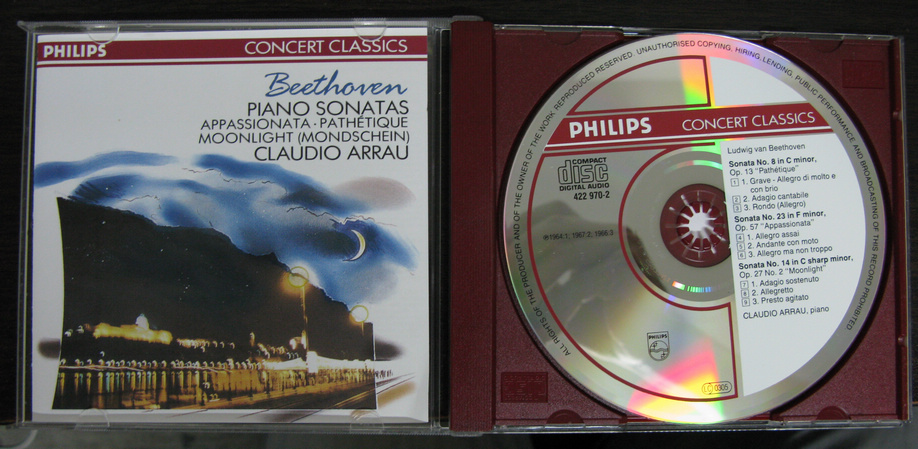 PHILIPS CONCERT CLASSICS
Beethoven
PIANO SONATAS
APPASSIONATA · PATHÉTIQUE
MOONLIGHT (MONDSCHEIN)
CLAUDIO ARRAU
ALL RIGHTS OF THE PRODUCER AND OF THE OWNER OF THE WORK REPRODUCED RESERVED. UNAUTHORISED COPYING, HIRING, LENDING, PUBLIC PERFORMANCE AND BROADCASTING OF THIS RECORD PROHIBITED
PHILIPS CONCERT CLASSICS
COMPACT
disc
DIGITAL AUDIO
422 970-2
Ludwig van Beethoven
Sonata No. 8 in C minor,
Op. 13 "Pathétique"
1 1. Grave - Allegro di molto e
con brio
2 2. Adagio cantabile
3 3. Rondo (Allegro)
Sonata No. 23 in F minor,
Op. 57 "Appassionata"
4 1. Allegro assai
5 2. Andante con moto
6 3. Allegro ma non troppo
Sonata No. 14 in C sharp minor,
Op. 27 No. 2 "Moonlight"
7 1. Adagio sostenuto
8 2. Allegretto
9 3. Presto agitato
CLAUDIO ARRAU, piano
PHILIPS
LC 0305